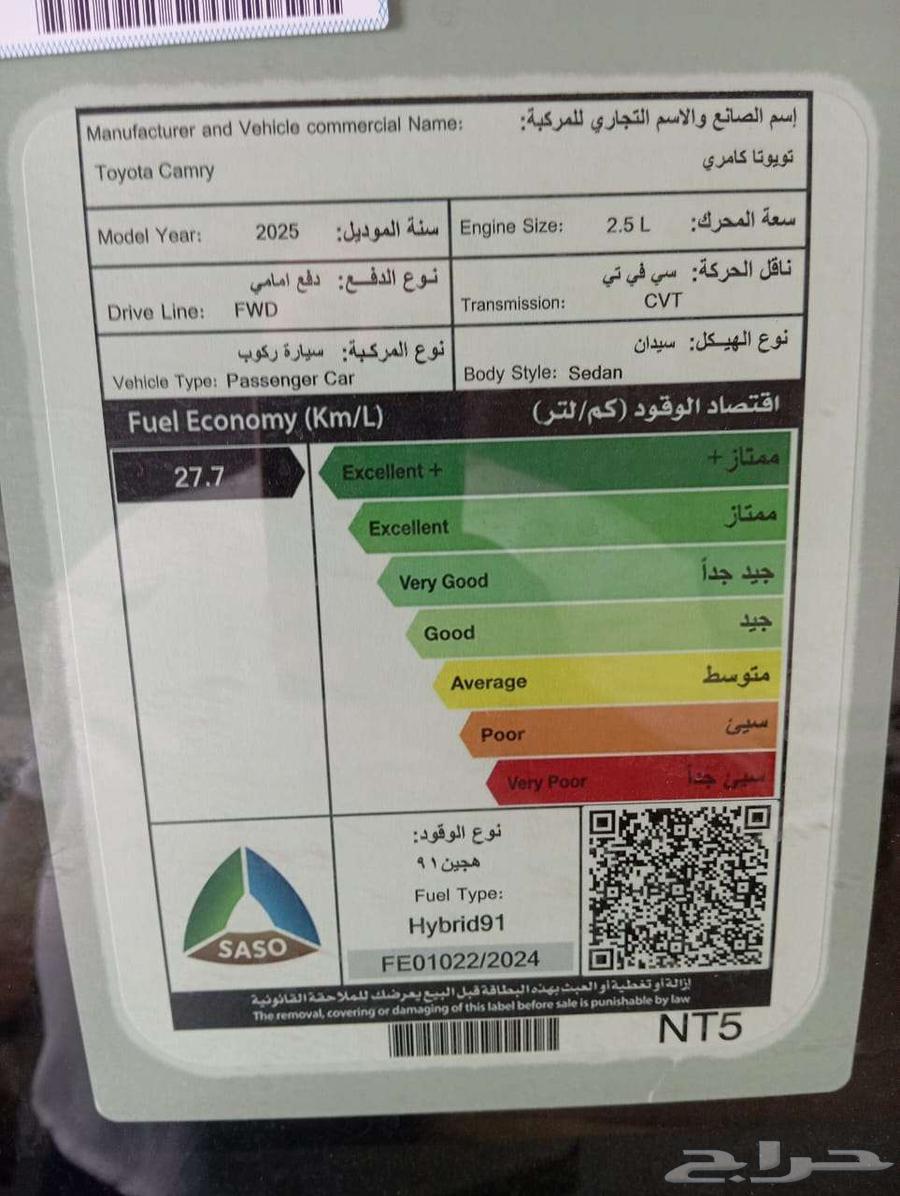 Manufacturer and Vehicle commercial Name: إسم الصانع والاسم التجاري للمركبة:
Toyota Camry تويوتا كامري
Model Year: 2025 سنة الموديل:
Engine Size: 2.5 L سعة المحرك:
نوع الدفـــع: دفع امامي
Drive Line: FWD
ناقل الحركة: سي في تي
Transmission: CVT
نوع المركبة: سيارة ركوب
Vehicle Type: Passenger Car
نوع الهيكل: سيدان
Body Style: Sedan
Fuel Economy (Km/L) اقتصاد الوقود (كم/لتر)
27.7
Excellent + ممتاز +
Excellent ممتاز
Very Good جيد جداً
Good جيد
Average متوسط
Poor سيئ
Very Poor سيئ جداً
SASO
نوع الوقود:
هجين ٩١
Fuel Type:
Hybrid91
FE01022/2024
إزالة أو تغطية أو العبث بهذه البطاقة قبل البيع يعرضك للملاحقة القانونية
The removal, covering or damaging of this label before sale is punishable by law
NT5
حراج